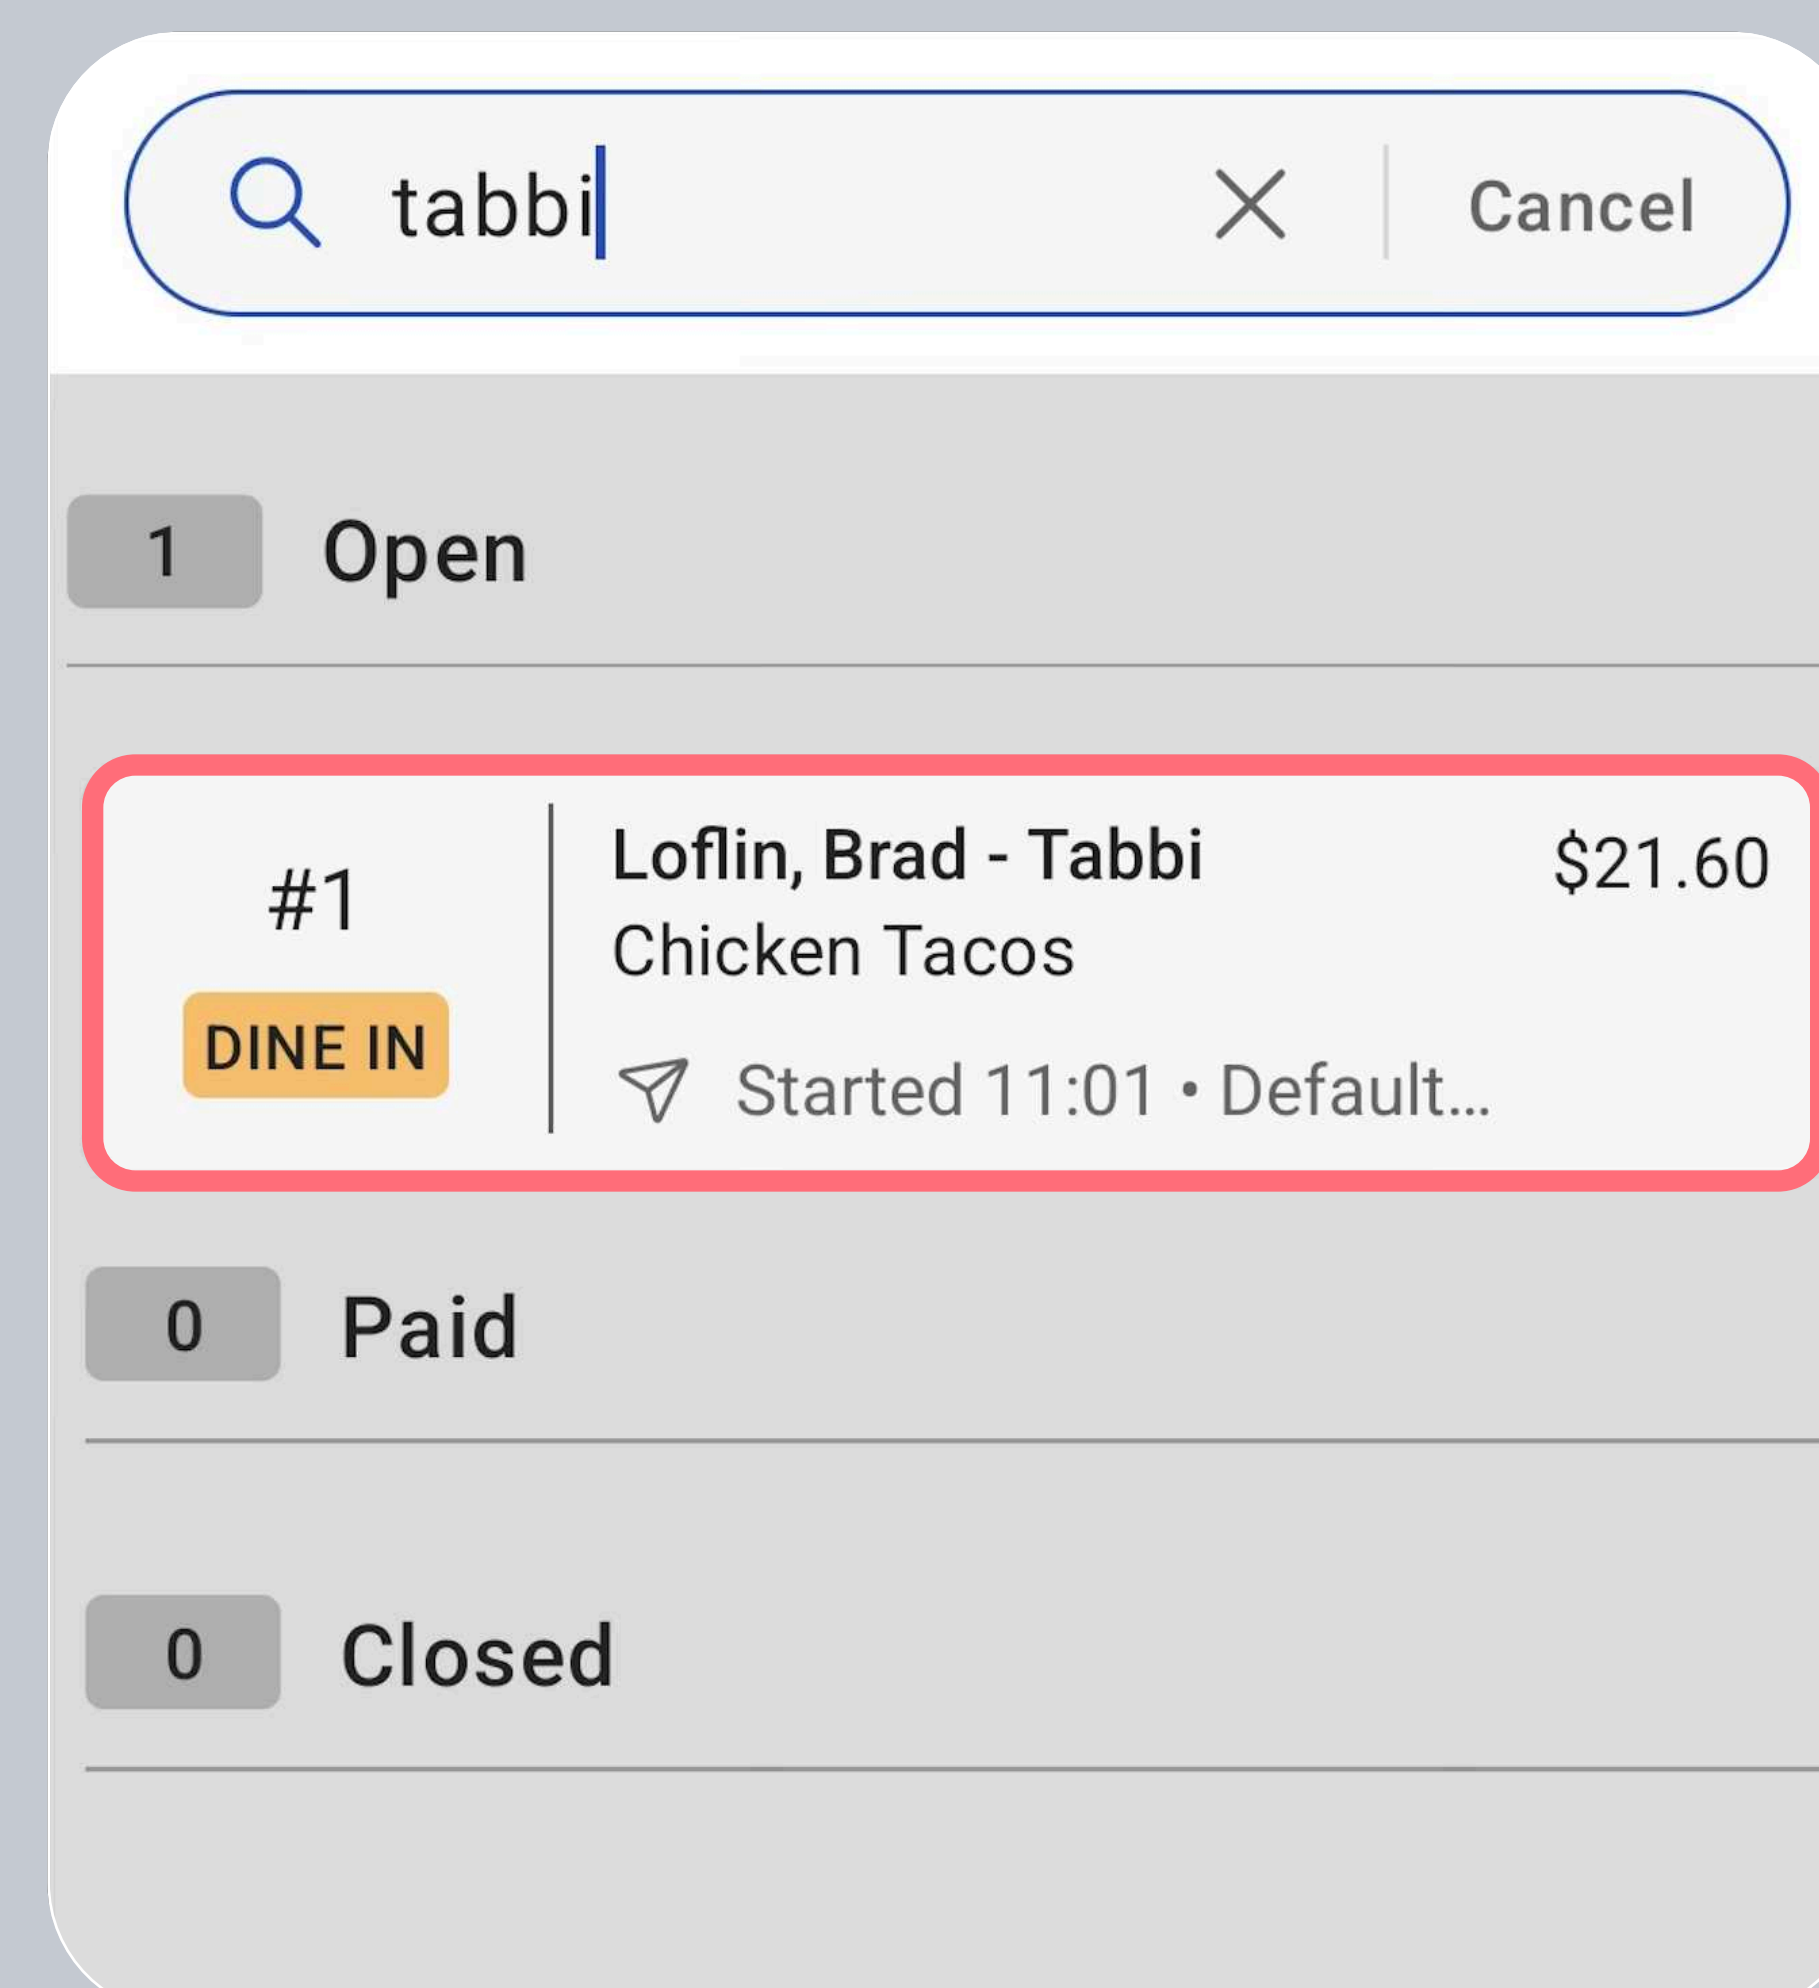 tabbi Cancel
1 Open
#1
DINE IN
Loflin, Brad - Tabbi $21.60
Chicken Tacos
Started 11:01 • Default...
0 Paid
0 Closed